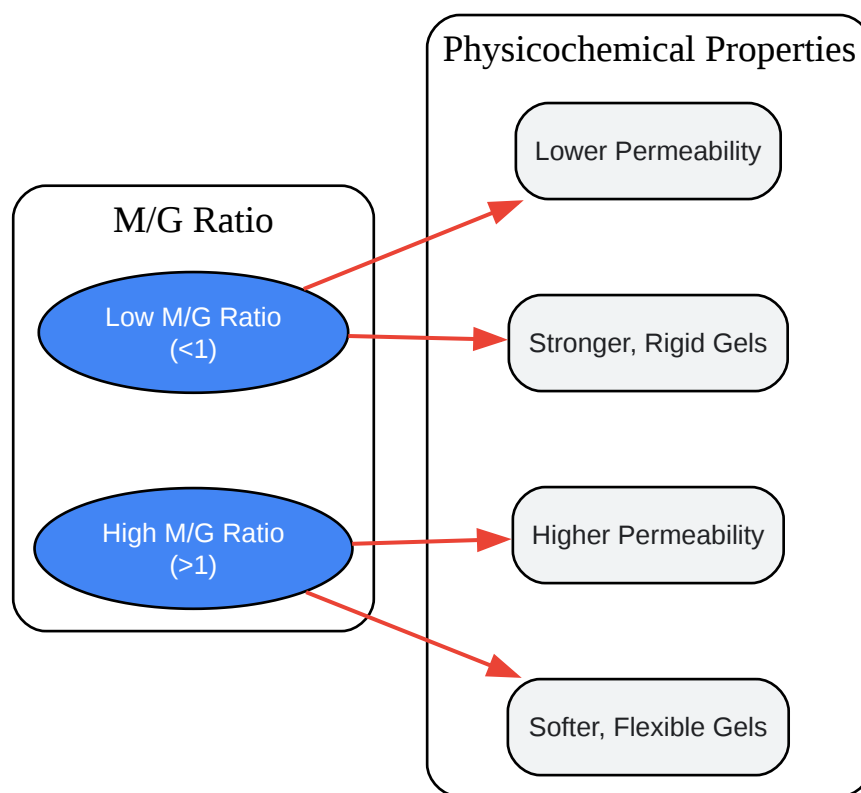 Physicochemical Properties
Lower Permeability
M/G Ratio
Low M/G Ratio
(<1)
Stronger, Rigid Gels
High M/G Ratio
(>1)
Higher Permeability
Softer, Flexible Gels